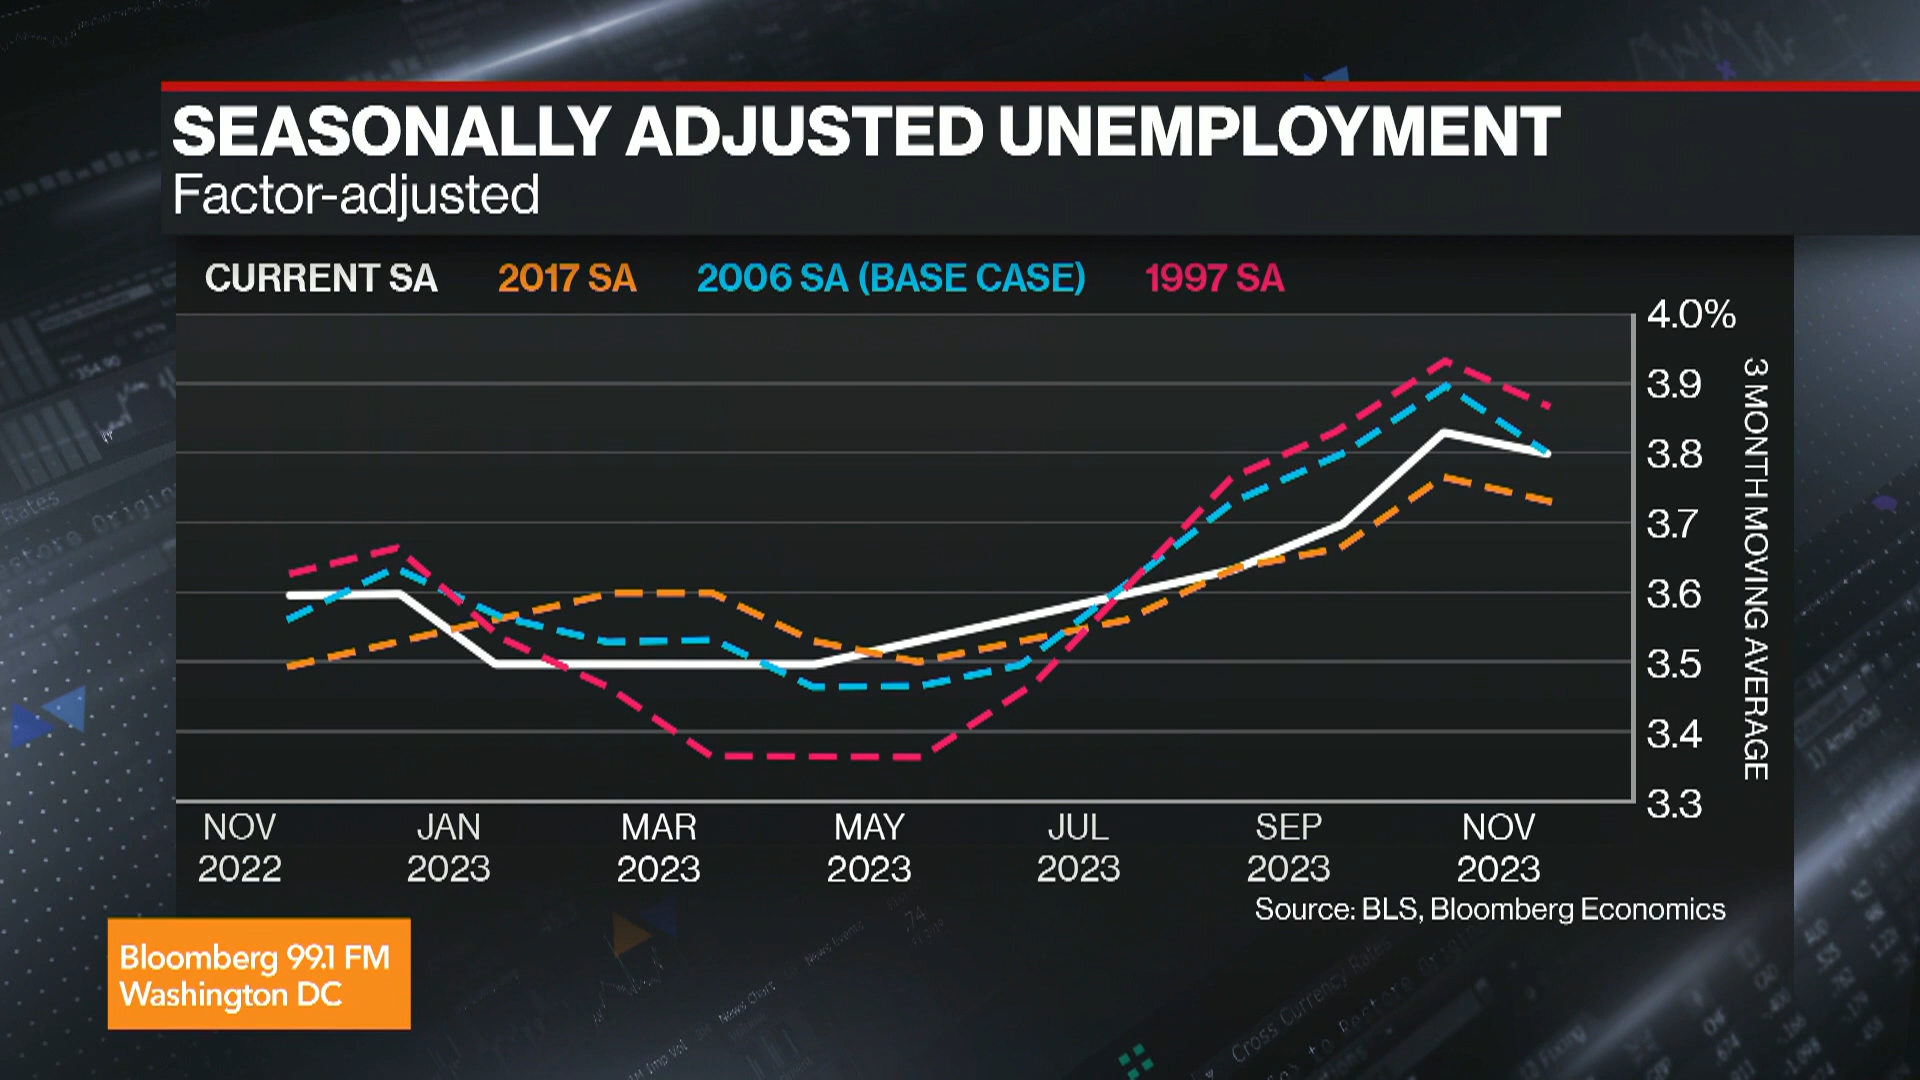 SEASONALLY ADJUSTED UNEMPLOYMENT
Factor-adjusted
CURRENT SA 2017 SA 2006 SA (BASE CASE) 1997 SA
4.0%
3.9
3.8
3.7
3.6
3.5
3.4
3.3
3 MONTH MOVING AVERAGE
NOV 2022
JAN 2023
MAR 2023
MAY 2023
JUL 2023
SEP 2023
NOV 2023
Source: BLS, Bloomberg Economics
Bloomberg 99.1 FM
Washington DC